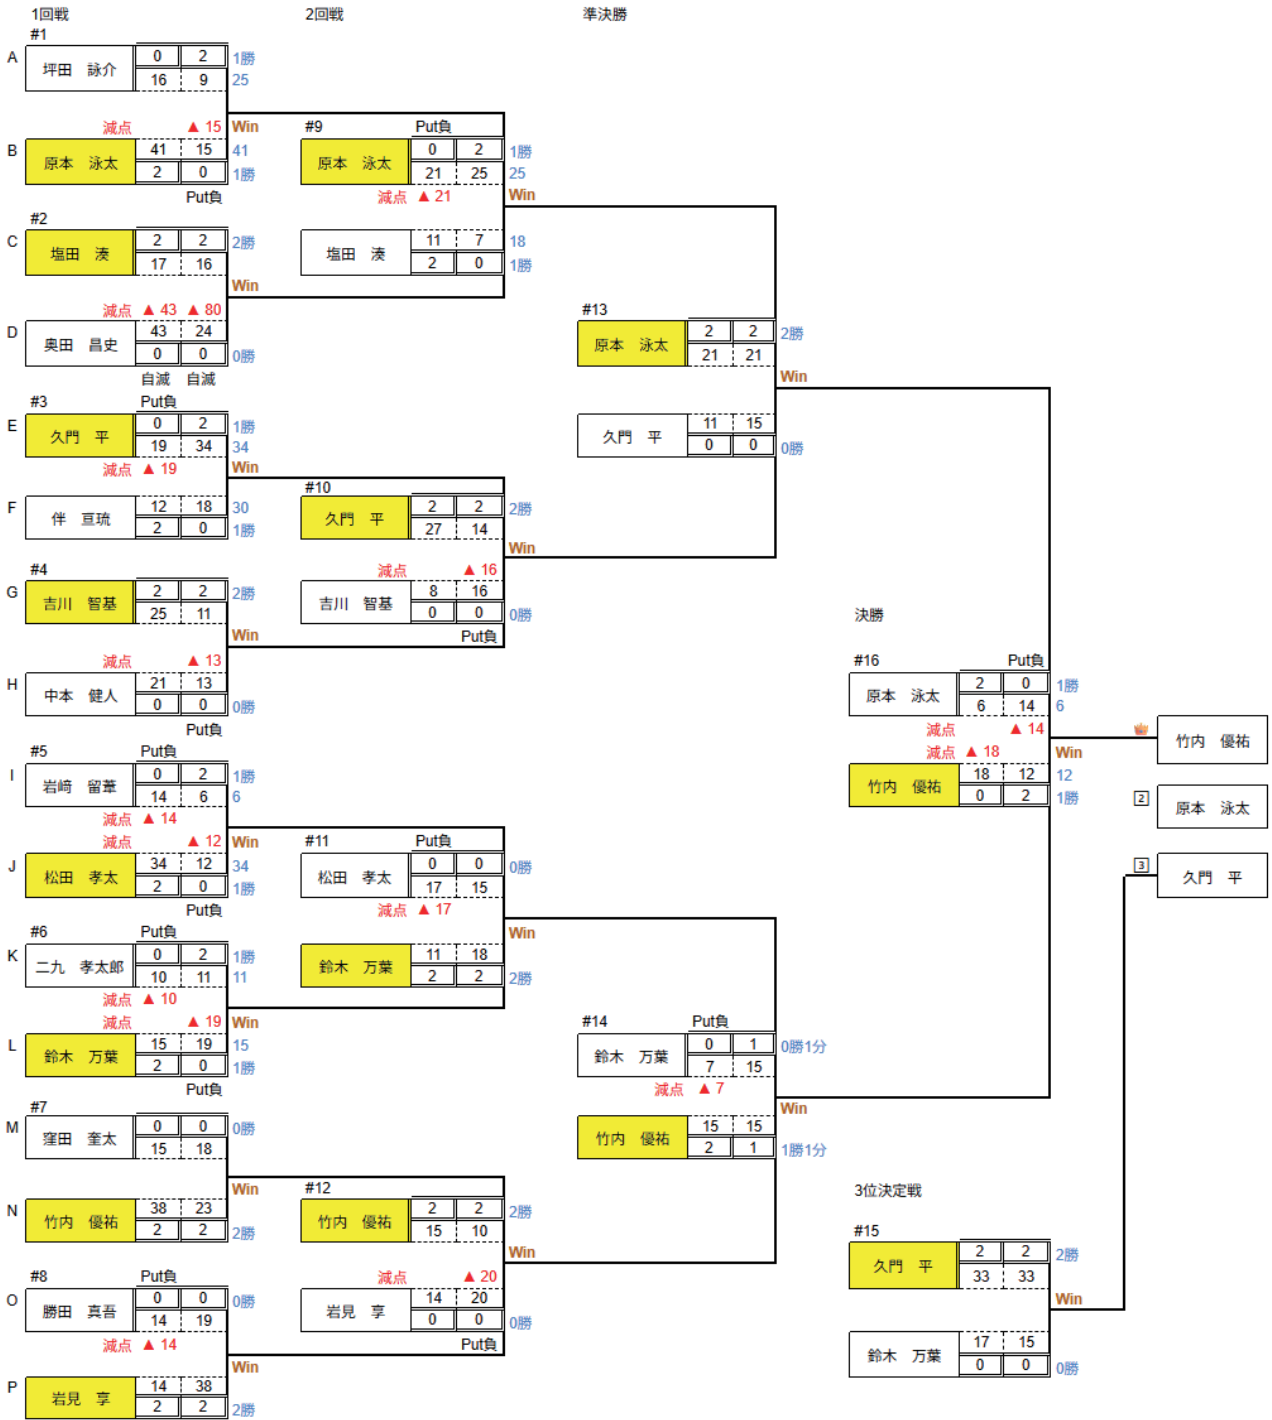 1回戦 2回戦 準決勝
#1
A 坪田 詠介 0 2 1勝
16 9 25
減点 ▲ 15 Win
B 原本 泳太 41 15 41
2 0 1勝
Put負
#2
C 塩田 湊 2 2 2勝
17 16
Win
減点 ▲ 43 ▲ 80
D 奥田 昌史 43 24
0 0 0勝
自滅 自滅
#3 Put負
E 久門 平 0 2 1勝
19 34 34
減点 ▲ 19 Win
F 伴 亘琉 12 18 30
2 0 1勝
#4
G 吉川 智基 2 2 2勝
25 11
Win
減点 ▲ 13
H 中本 健人 21 13
0 0 0勝
Put負
#5 Put負
I 岩﨑 留葦 0 2 1勝
14 6 6
減点 ▲ 14
減点 ▲ 12 Win
J 松田 孝太 34 12 34
2 0 1勝
Put負
#6 Put負
K 二九 孝太郎 0 2 1勝
10 11 11
減点 ▲ 10
減点 ▲ 19 Win
L 鈴木 万葉 15 19 15
2 0 1勝
Put負
#7
M 窪田 奎太 0 0 0勝
15 18
Win
N 竹内 優祐 38 23
2 2 2勝
#8 Put負
O 勝田 真吾 0 0 0勝
14 19
減点 ▲ 14
Win
P 岩見 享 14 38
2 2 2勝
#9 Put負
原本 泳太 0 2 1勝
21 25 25
減点 ▲ 21 Win
塩田 湊 11 7 18
2 0 1勝
#10
久門 平 2 2 2勝
27 14
Win
減点 ▲ 16
吉川 智基 8 16
0 0 0勝
Put負
#11 Put負
松田 孝太 0 0 0勝
17 15
減点 ▲ 17
Win
鈴木 万葉 11 18
2 2 2勝
#12
竹内 優祐 2 2 2勝
15 10
Win
減点 ▲ 20
岩見 享 14 20
0 0 0勝
Put負
#13
原本 泳太 2 2 2勝
21 21
Win
久門 平 11 15
0 0 0勝
#14 Put負
鈴木 万葉 0 1 0勝1分
7 15
減点 ▲ 7
Win
竹内 優祐 15 15
2 1 1勝1分
決勝
#16 Put負
原本 泳太 2 0 1勝
6 14 6
減点 ▲ 14
減点 ▲ 18 Win
竹内 優祐 18 12 12
0 2 1勝
3位決定戦
#15
久門 平 2 2 2勝
33 33
Win
鈴木 万葉 17 15
0 0 0勝
竹内 優祐
2 原本 泳太
3 久門 平